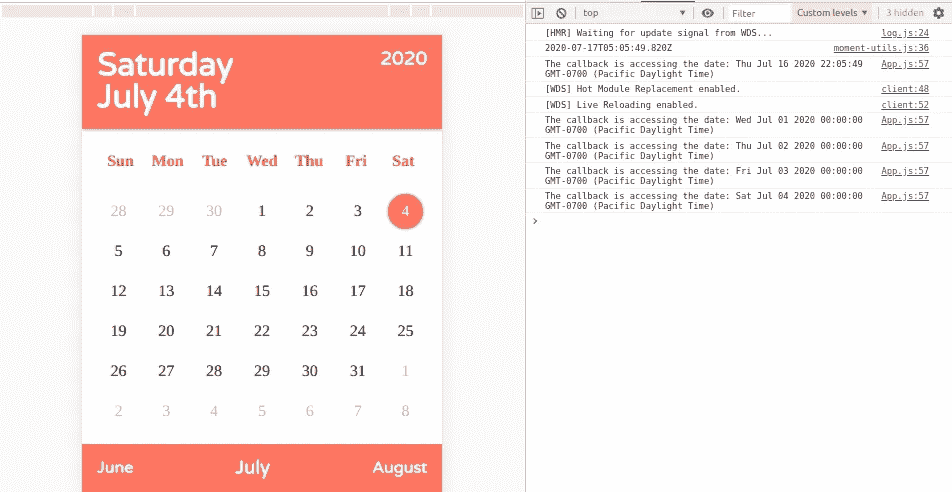 Saturday 2020
July 4th
Sun Mon Tue Wed Thu Fri Sat
28 29 30 1 2 3 4
5 6 7 8 9 10 11
12 13 14 15 16 17 18
19 20 21 22 23 24 25
26 27 28 29 30 31 1
2 3 4 5 6 7 8
June July August
top Filter Custom levels 3 hidden
[HMR] Waiting for update signal from WDS... log.js:24
2020-07-17T05:05:49.820Z moment-utils.js:36
The callback is accessing the date: Thu Jul 16 2020 22:05:49 App.js:57
GMT-0700 (Pacific Daylight Time)
[WDS] Hot Module Replacement enabled. client:48
[WDS] Live Reloading enabled. client:52
The callback is accessing the date: Wed Jul 01 2020 00:00:00 App.js:57
GMT-0700 (Pacific Daylight Time)
The callback is accessing the date: Thu Jul 02 2020 00:00:00 App.js:57
GMT-0700 (Pacific Daylight Time)
The callback is accessing the date: Fri Jul 03 2020 00:00:00 App.js:57
GMT-0700 (Pacific Daylight Time)
The callback is accessing the date: Sat Jul 04 2020 00:00:00 App.js:57
GMT-0700 (Pacific Daylight Time)